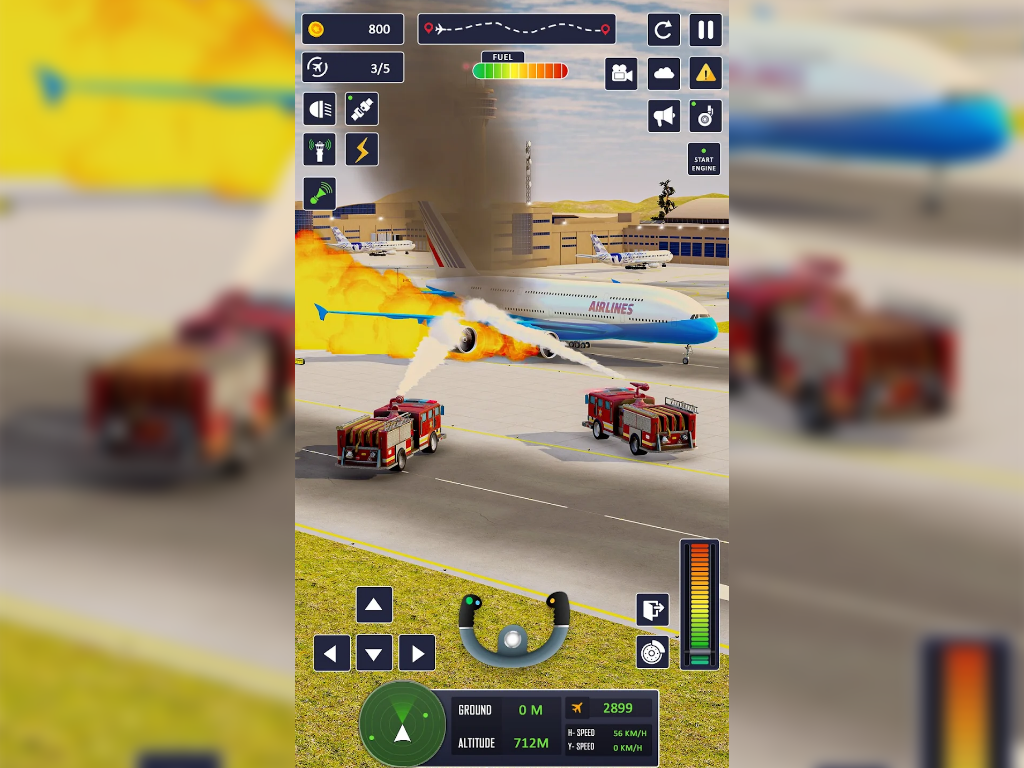 800
3/5
FUEL
START
ENGINE
AIRLINES
GROUND 0 M
2899
ALTITUDE 712M
H- SPEED 56 KM/H
Y- SPEED 0 KM/H